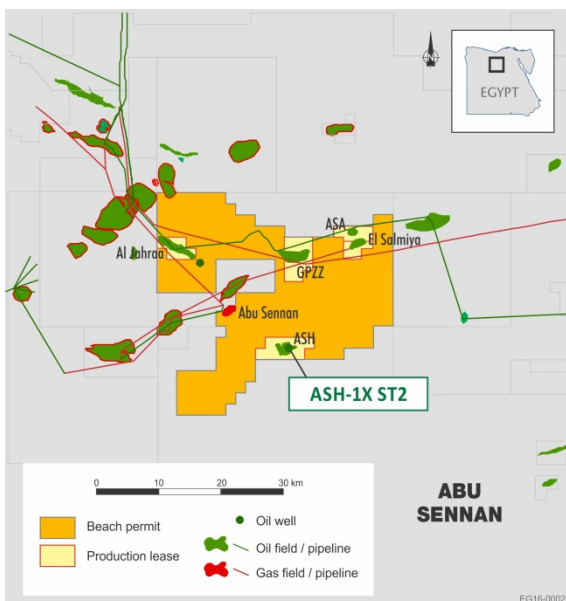 N
EGYPT
ASA
El Salmiya
Al Jahraa
GPZZ
Abu Sennan
ASH
ASH-1X ST2
0 10 20 30 km
ABU
SENNAN
Beach permit
Production lease
Oil well
Oil field / pipeline
Gas field / pipeline
EG16-0002